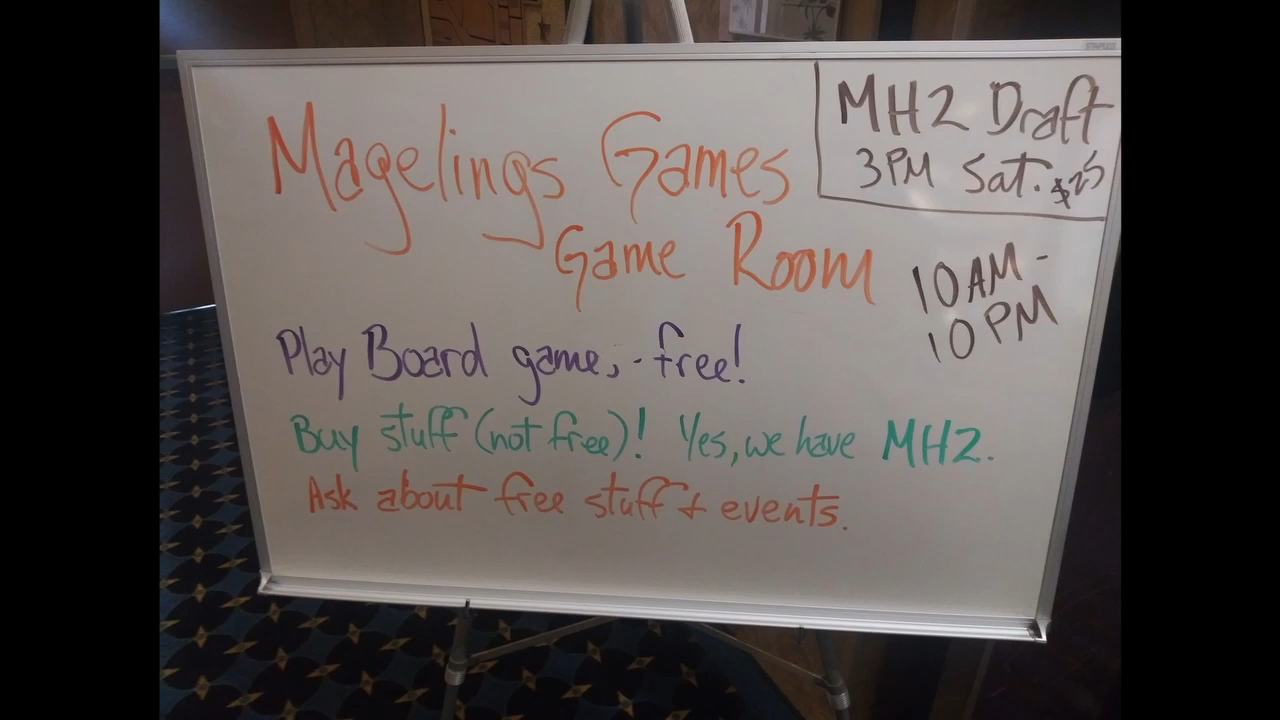 Magelings Games
Game Room
MH2 Draft
3PM Sat. $25
10AM -
10PM
Play Board games - free!
Buy stuff (not free)! Yes, we have MH2.
Ask about free stuff & events.
STAPLES